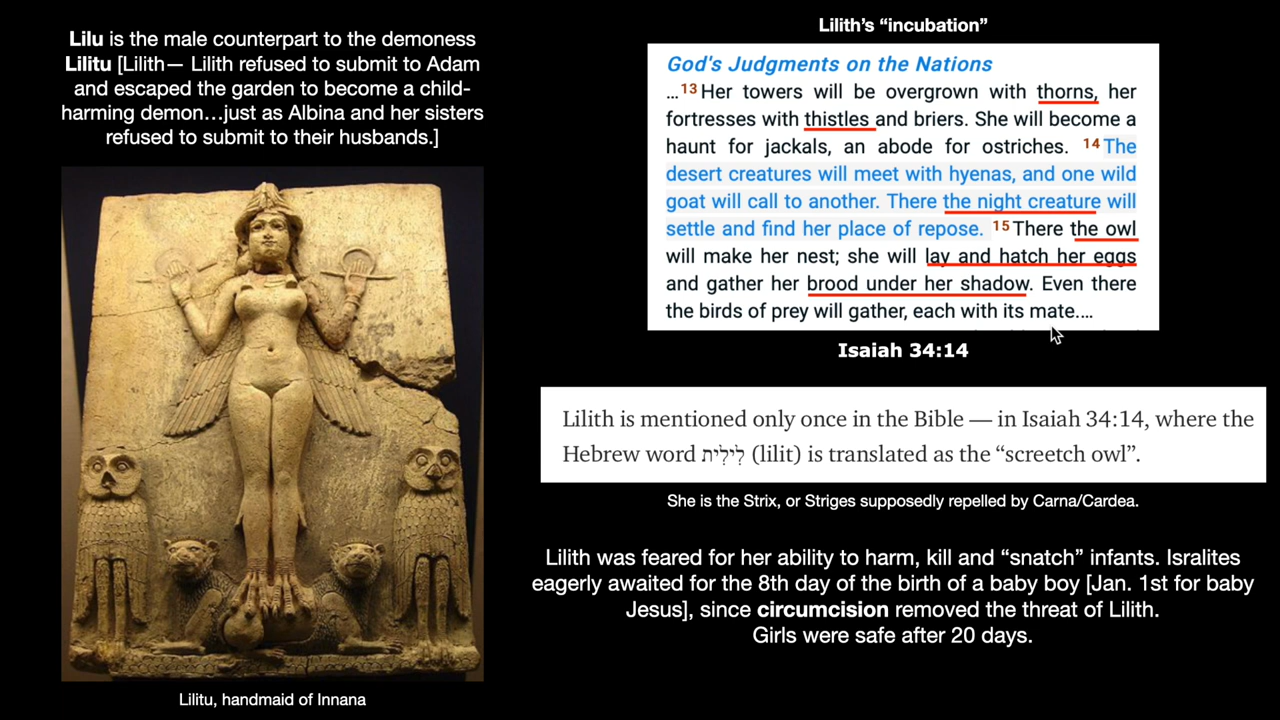 Lilu is the male counterpart to the demoness
Lilitu [Lilith— Lilith refused to submit to Adam
and escaped the garden to become a child-
harming demon…just as Albina and her sisters
refused to submit to their husbands.]
Lilitu, handmaid of Innana
Lilith’s “incubation”
God's Judgments on the Nations
…13 Her towers will be overgrown with thorns, her
fortresses with thistles and briers. She will become a
haunt for jackals, an abode for ostriches. 14 The
desert creatures will meet with hyenas, and one wild
goat will call to another. There the night creature will
settle and find her place of repose. 15 There the owl
will make her nest; she will lay and hatch her eggs
and gather her brood under her shadow. Even there
the birds of prey will gather, each with its mate.…
Isaiah 34:14
Lilith is mentioned only once in the Bible — in Isaiah 34:14, where the
Hebrew word לִילִית (lilit) is translated as the “screetch owl”.
She is the Strix, or Striges supposedly repelled by Carna/Cardea.
Lilith was feared for her ability to harm, kill and “snatch” infants. Isralites
eagerly awaited for the 8th day of the birth of a baby boy [Jan. 1st for baby
Jesus], since circumcision removed the threat of Lilith.
Girls were safe after 20 days.